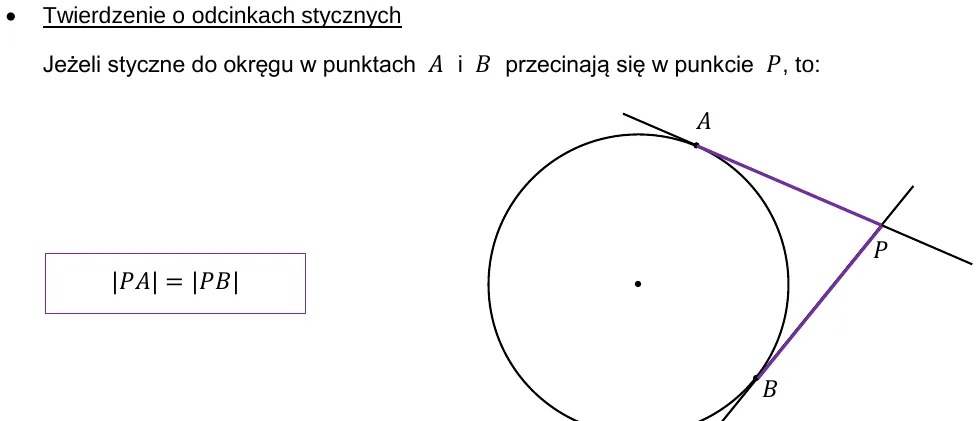 • Twierdzenie o odcinkach stycznych
Jeżeli styczne do okręgu w punktach A i B przecinają się w punkcie P, to:
A
P
|PA| = |PB|
B